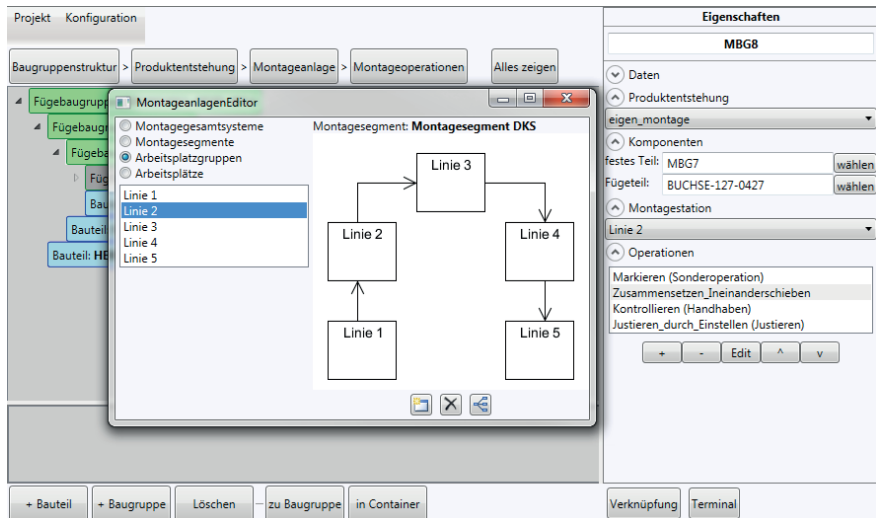 Projekt Konfiguration
Baugruppenstruktur > Produktentstehung > Montageanlage > Montageoperationen Alles zeigen
Fügebaugrupp
Fügebaugr
Fügeba
Füg
Bau
Bauteil
Bauteil: HE
MontageanlagenEditor
Montagegesamtsysteme
Montagesegmente
Arbeitsplatzgruppen
Arbeitsplätze
Linie 1
Linie 2
Linie 3
Linie 4
Linie 5
Montagesegment: Montagesegment DKS
Linie 3
Linie 2
Linie 4
Linie 1
Linie 5
+ Bauteil + Baugruppe Löschen zu Baugruppe in Container
Eigenschaften
MBG8
Daten
Produktentstehung
eigen_montage
Komponenten
festes Teil: MBG7 wählen
Fügeteil: BUCHSE-127-0427 wählen
Montagestation
Linie 2
Operationen
Markieren (Sonderoperation)
Zusammensetzen_Ineinanderschieben
Kontrollieren (Handhaben)
Justieren_durch_Einstellen (Justieren)
+ - Edit ^ v
Verknüpfung Terminal